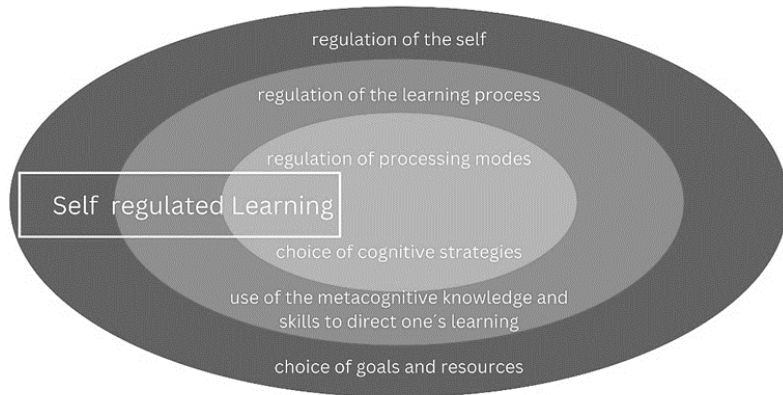 regulation of the self
regulation of the learning process
regulation of processing modes
Self regulated Learning
choice of cognitive strategies
use of the metacognitive knowledge and
skills to direct one´s learning
choice of goals and resources